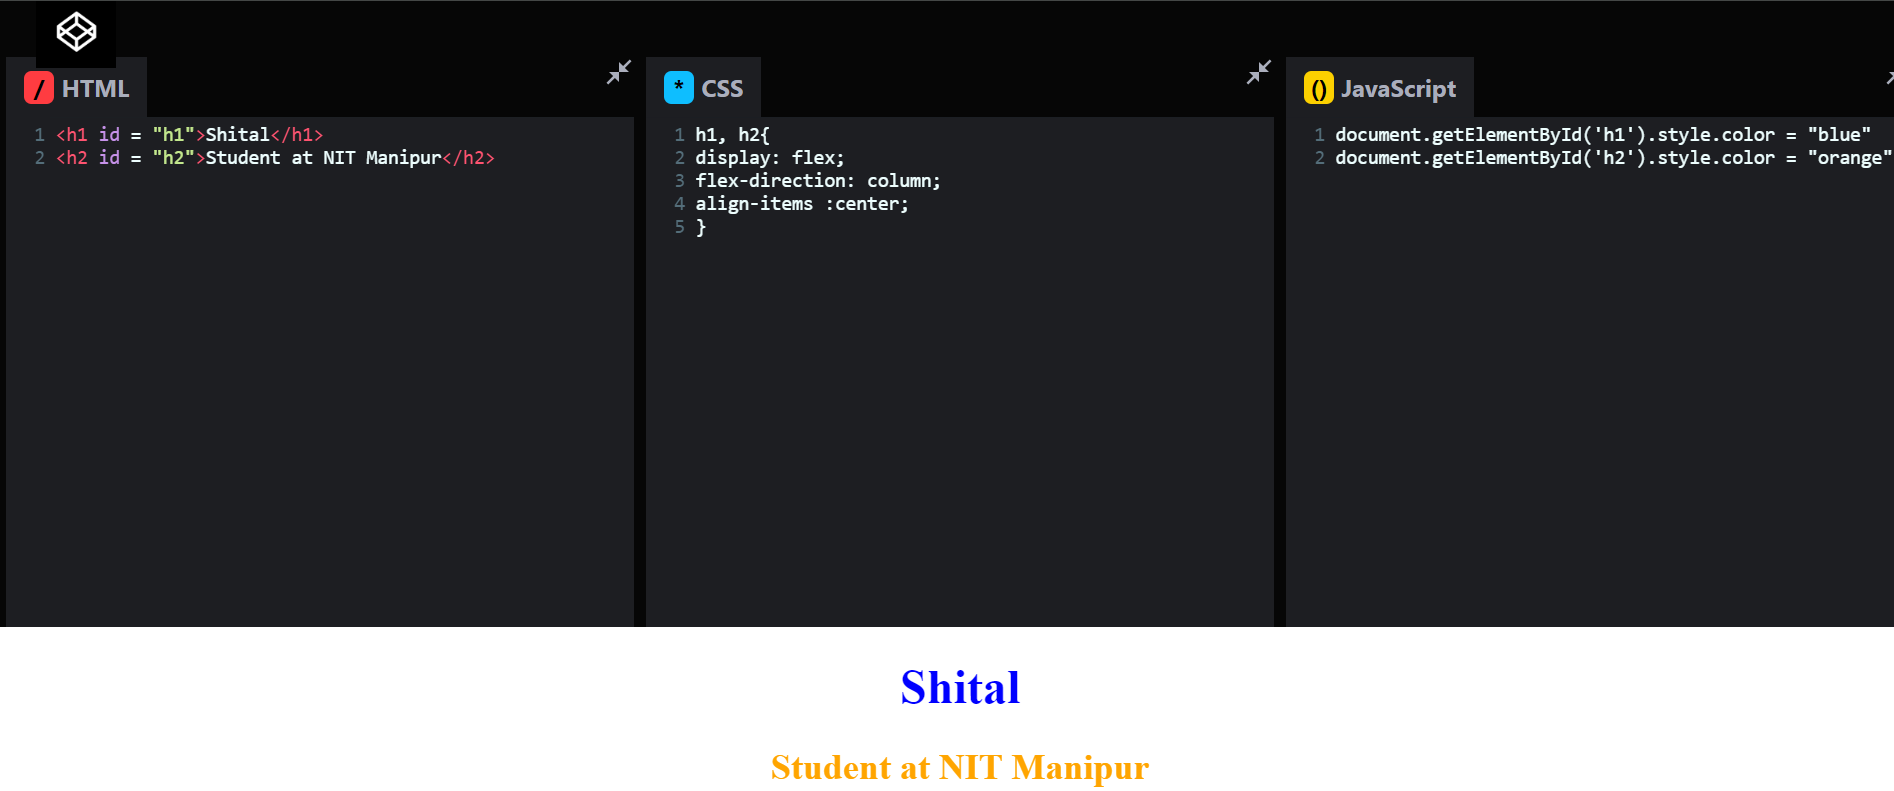 / HTML
1 <h1 id = "h1">Shital</h1>
2 <h2 id = "h2">Student at NIT Manipur</h2>
* CSS
1 h1, h2{
2 display: flex;
3 flex-direction: column;
4 align-items :center;
5 }
() JavaScript
1 document.getElementById('h1').style.color = "blue"
2 document.getElementById('h2').style.color = "orange"
Shital
Student at NIT Manipur